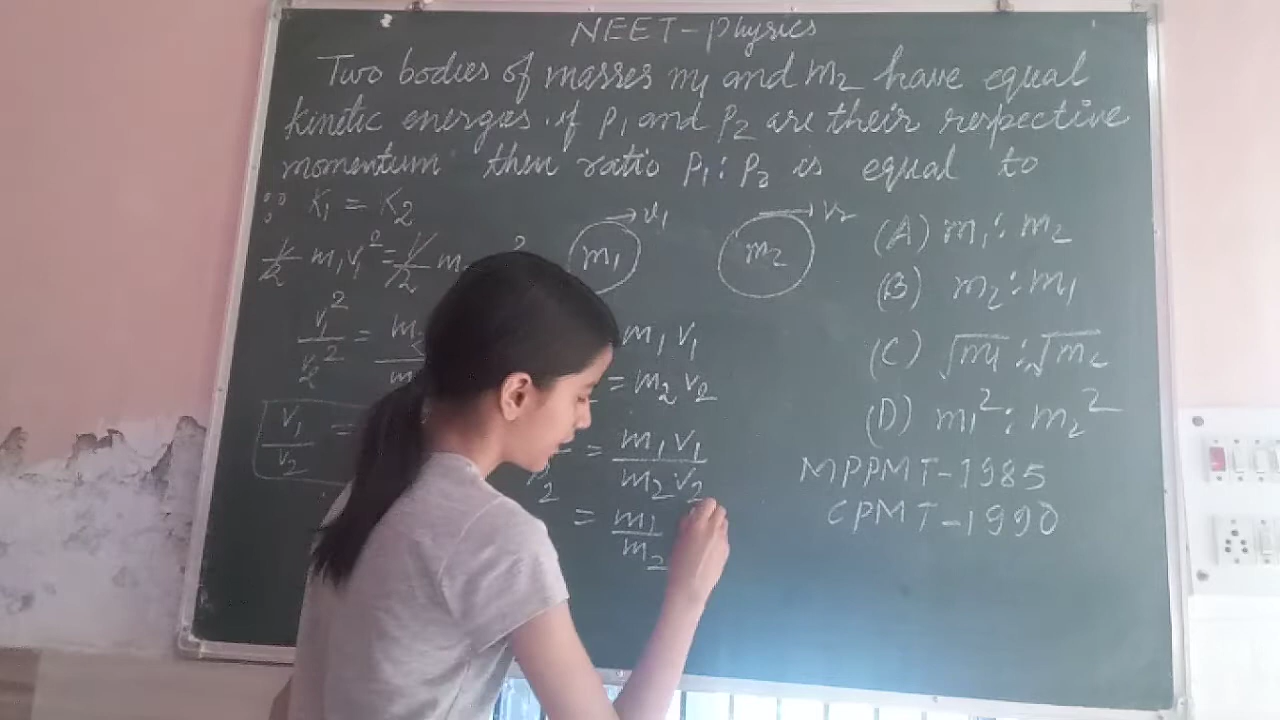 NEET-Physics
Two bodies of masses m1 and m2 have equal
kinetic energies . if P1 and P2 are their respective
momentum then ratio P1 : P2 is equal to
∵ K1 = K2
1/2 m1v1² = 1/2 m 2
m1 → v1
m2 → v2
v1²/v2² = m2/m
v1/v2 =
m1 v1
= m2 v2
2 = m1 v1/m2 v2
= m1/m2
(A) m1 : m2
(B) m2 : m1
(C) √m1 : √m2
(D) m1² : m2²
MPPMT-1985
CPMT-1990